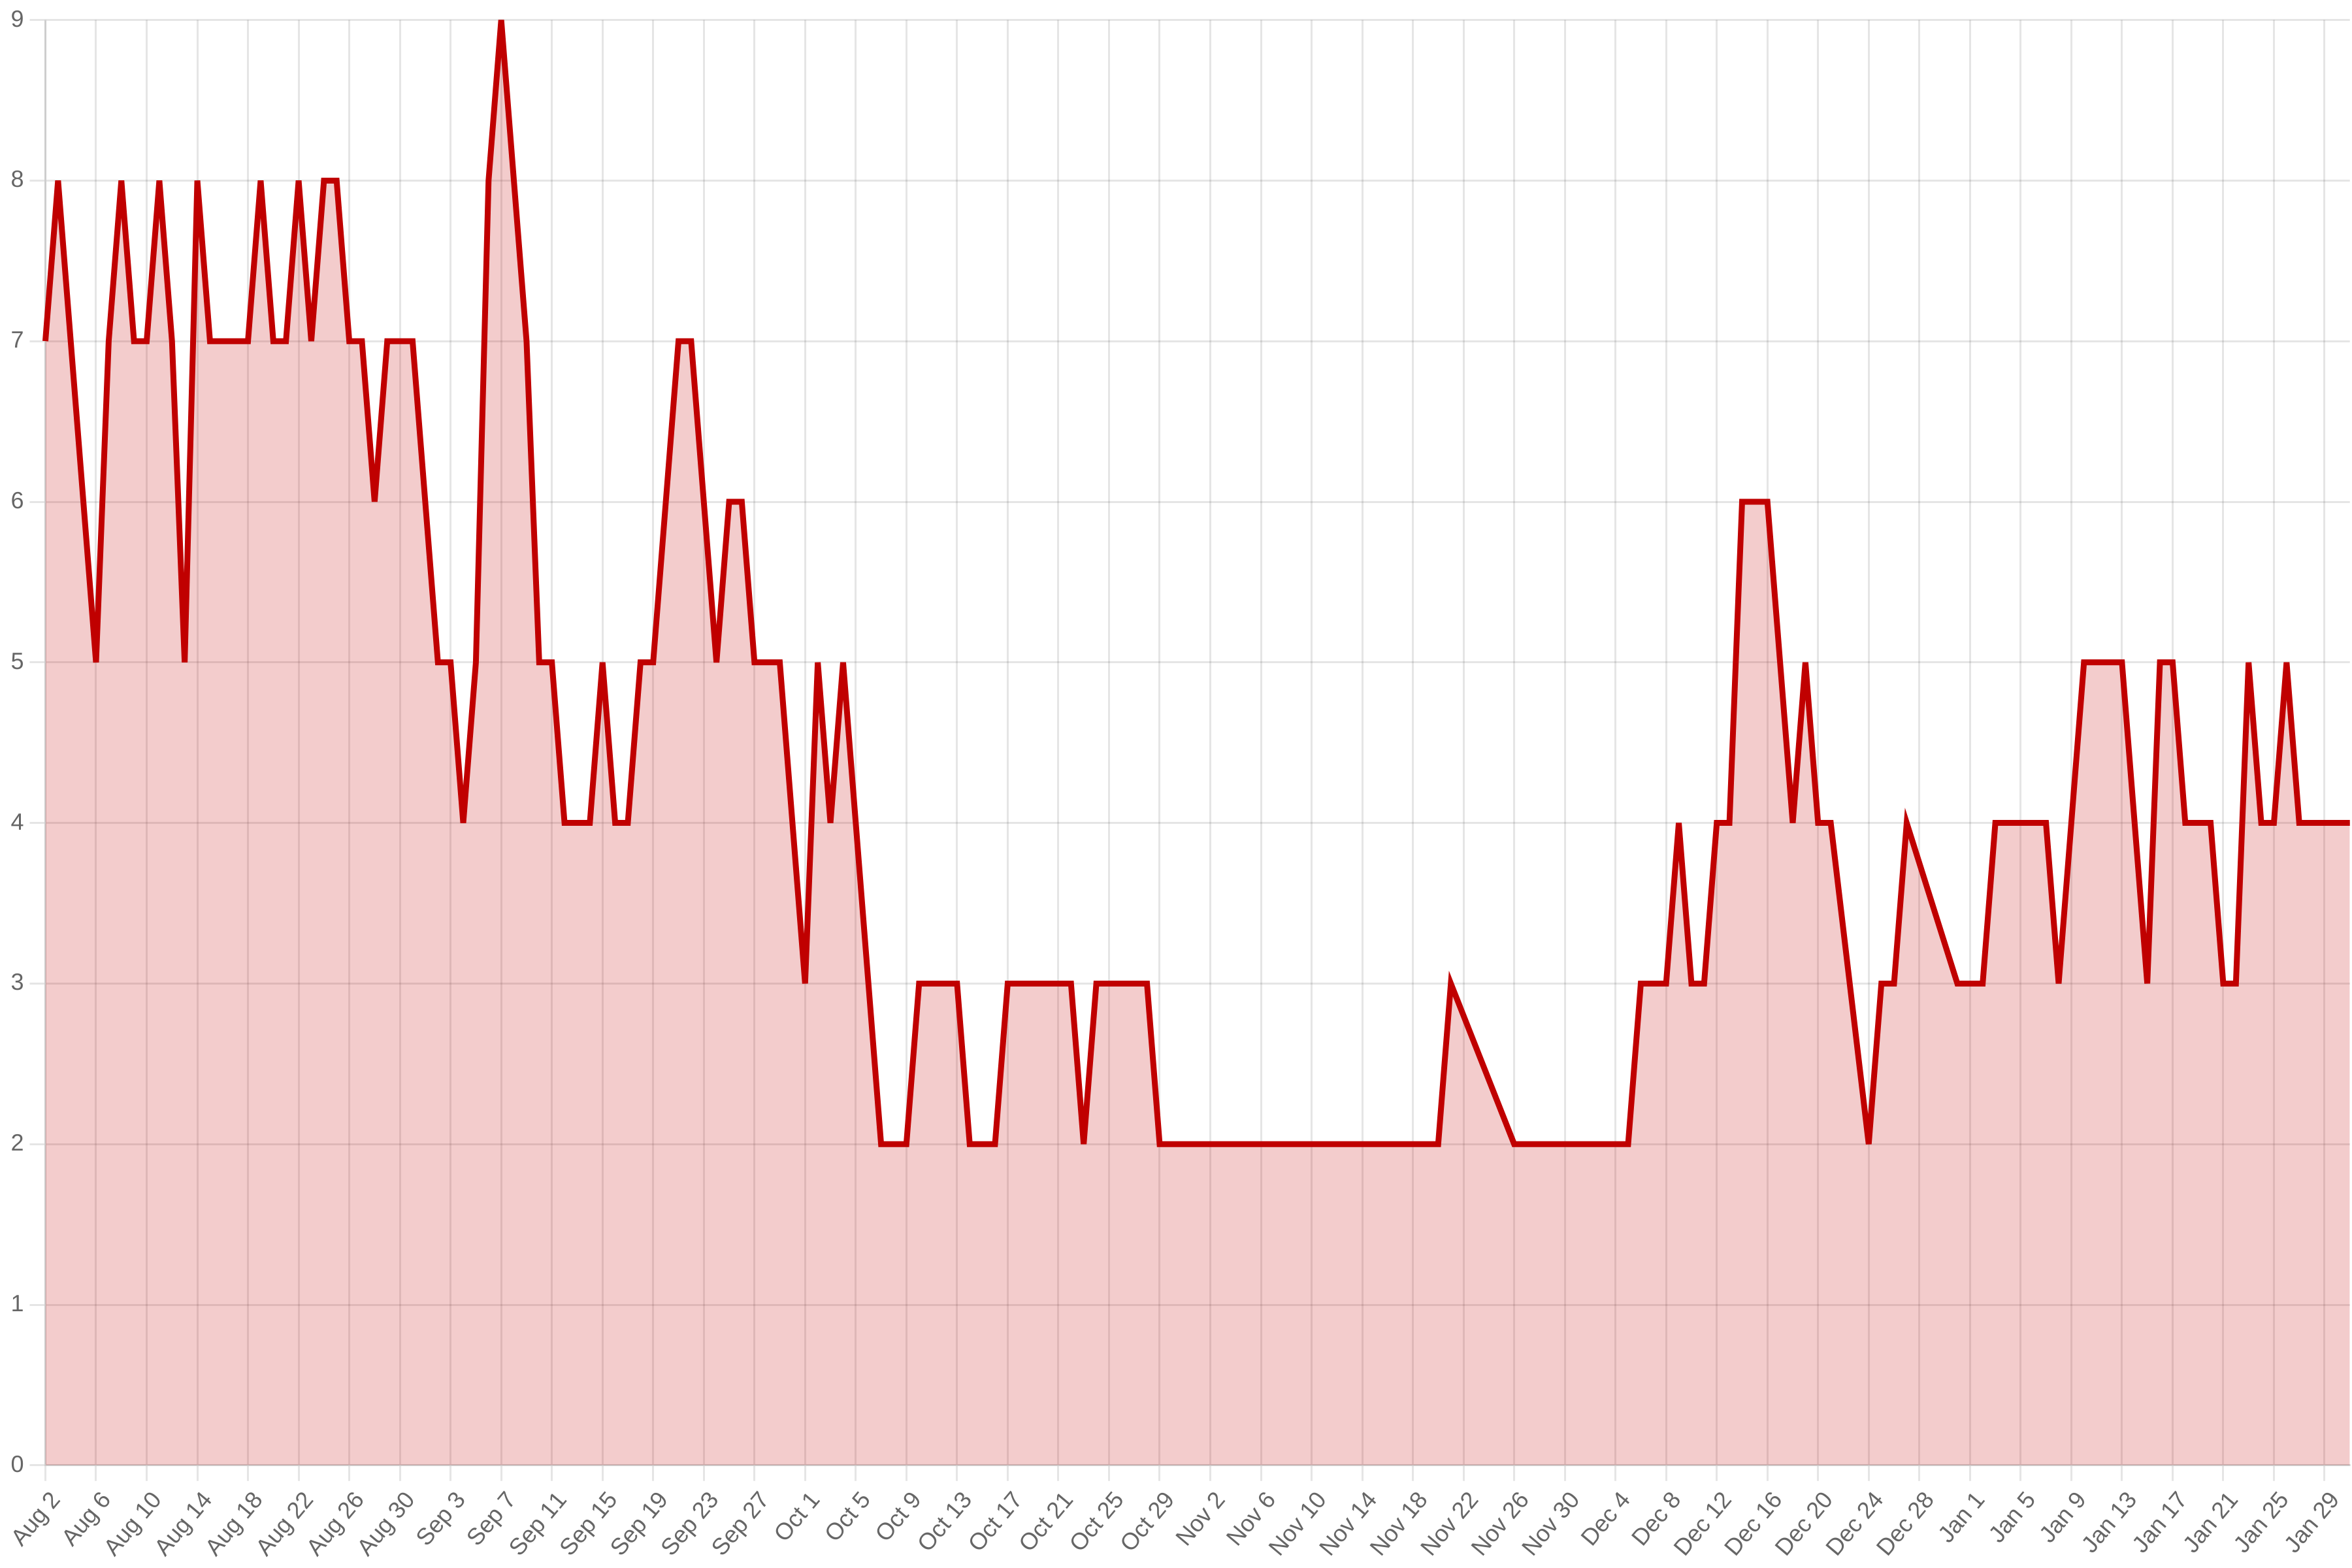 9
8
7
6
5
4
3
2
1
0
Aug 2
Aug 6
Aug 10
Aug 14
Aug 18
Aug 22
Aug 26
Aug 30
Sep 3
Sep 7
Sep 11
Sep 15
Sep 19
Sep 23
Sep 27
Oct 1
Oct 5
Oct 9
Oct 13
Oct 17
Oct 21
Oct 25
Oct 29
Nov 2
Nov 6
Nov 10
Nov 14
Nov 18
Nov 22
Nov 26
Nov 30
Dec 4
Dec 8
Dec 12
Dec 16
Dec 20
Dec 24
Dec 28
Jan 1
Jan 5
Jan 9
Jan 13
Jan 17
Jan 21
Jan 25
Jan 29